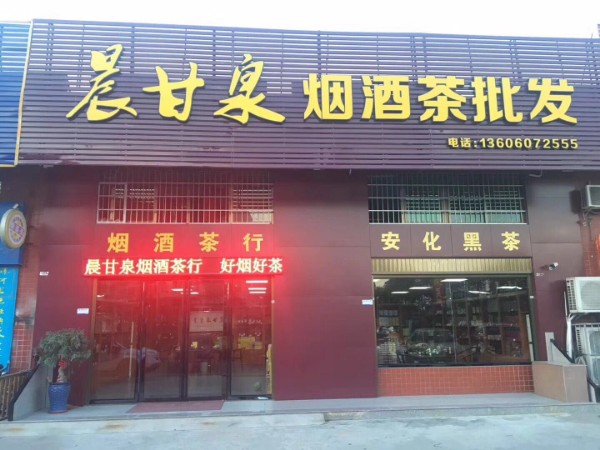 晨甘泉 烟酒茶批发
电话:13606072555
烟酒茶行
安化黑茶
晨甘泉烟酒茶行 好烟好茶